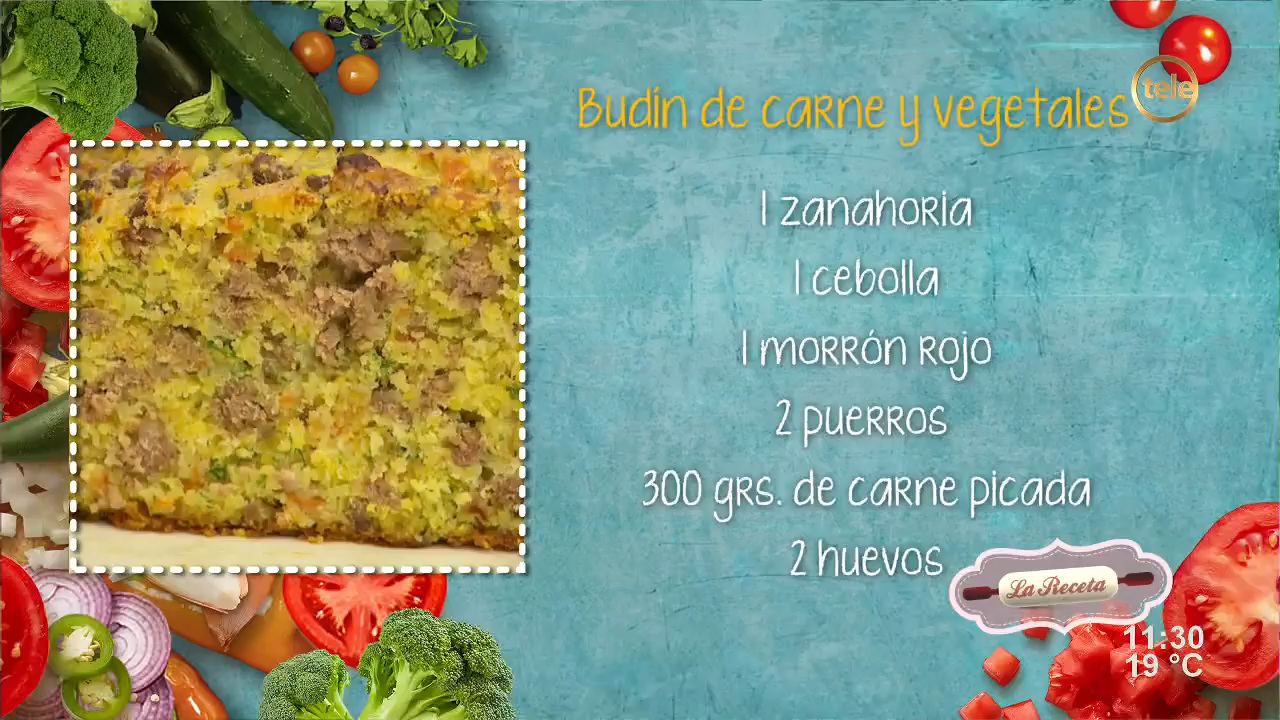 Budín de carne y vegetales
tele
1 zanahoria
1 cebolla
1 morrón rojo
2 puerros
300 grs. de carne picada
2 huevos
La Receta
11:30
19 °C